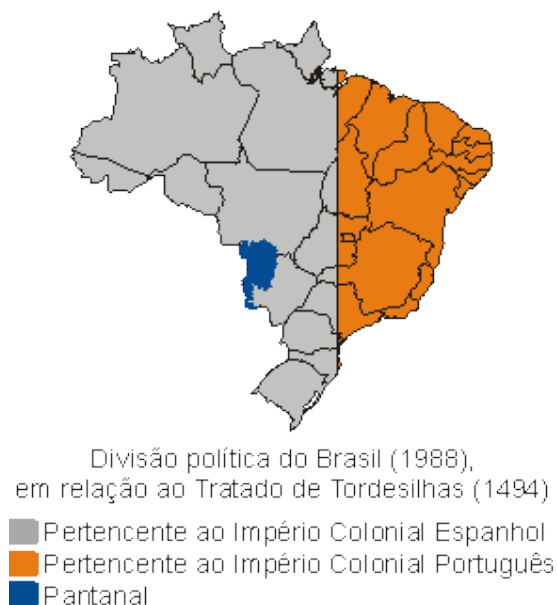 Divisão política do Brasil (1988),
em relação ao Tratado de Tordesilhas (1494)
Pertencente ao Império Colonial Espanhol
Pertencente ao Império Colonial Português
Pantanal